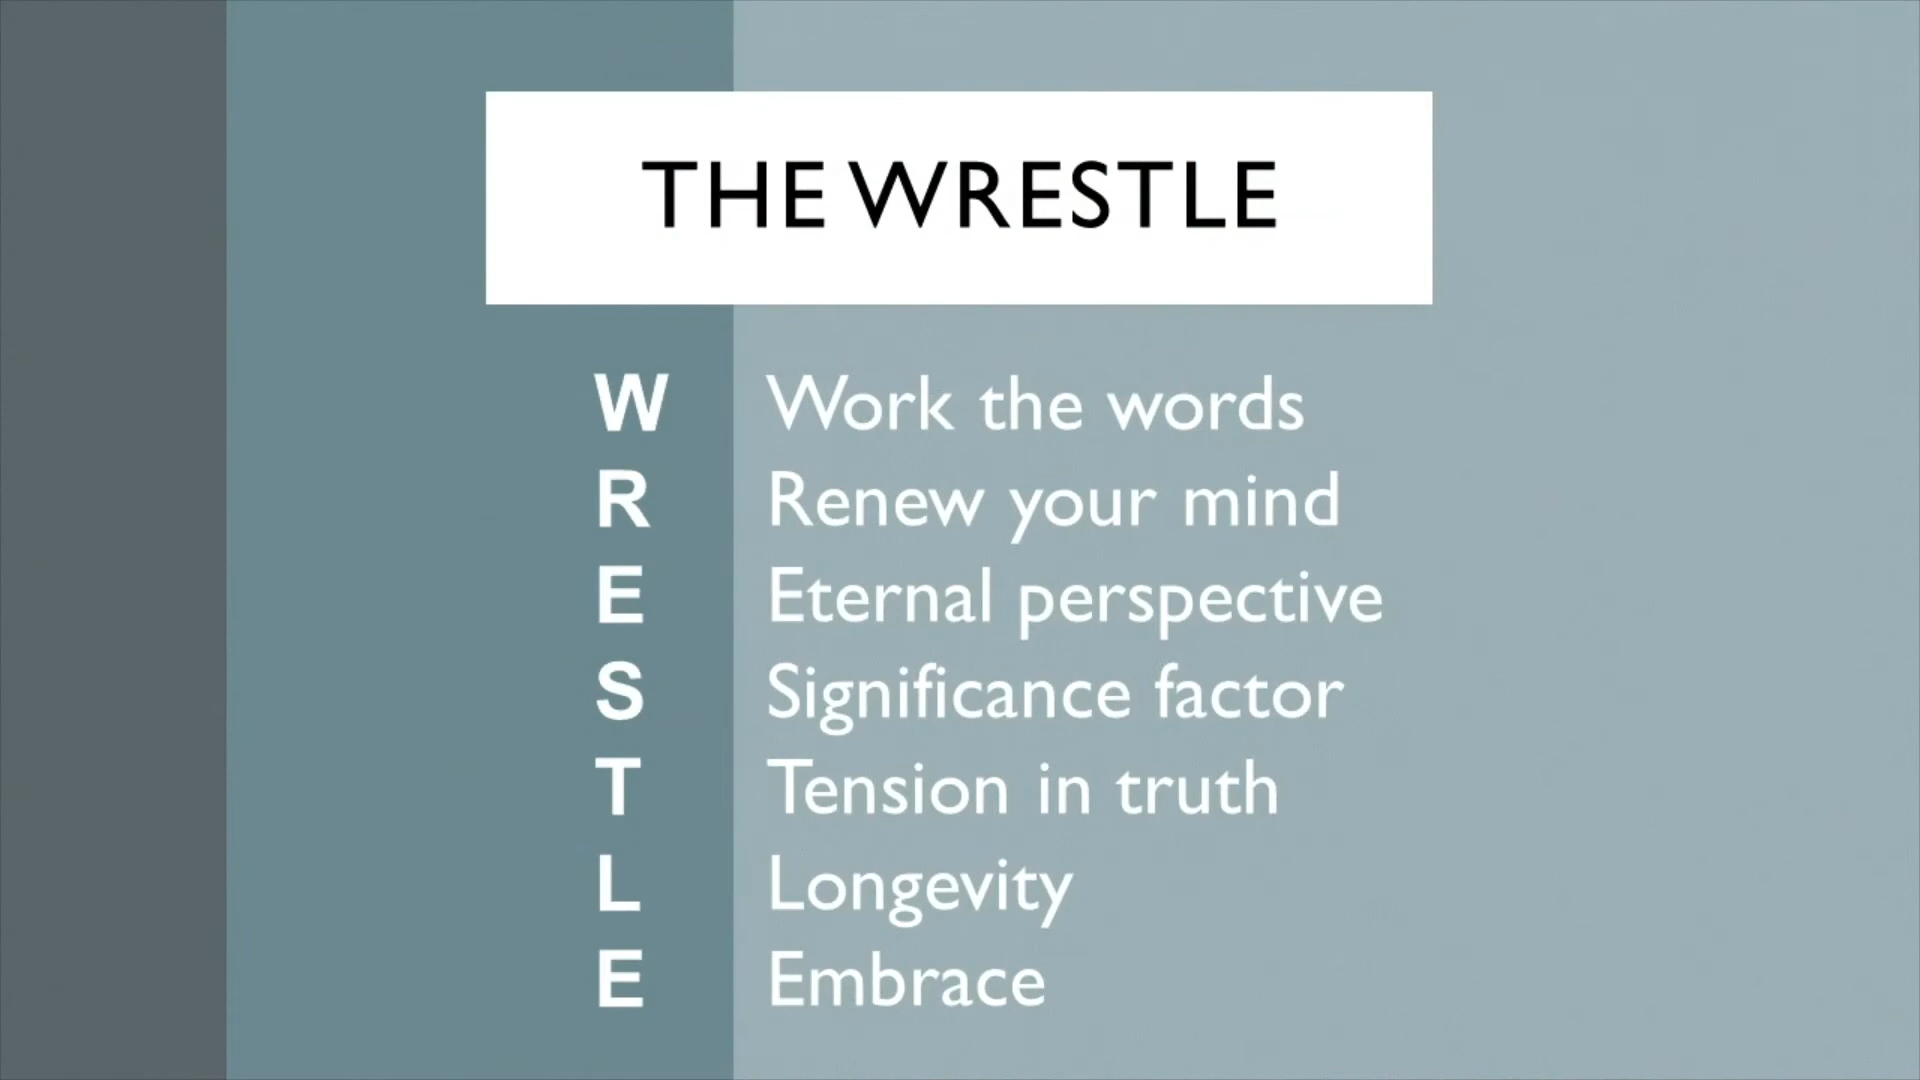 THE WRESTLE
W Work the words
R Renew your mind
E Eternal perspective
S Significance factor
T Tension in truth
L Longevity
E Embrace